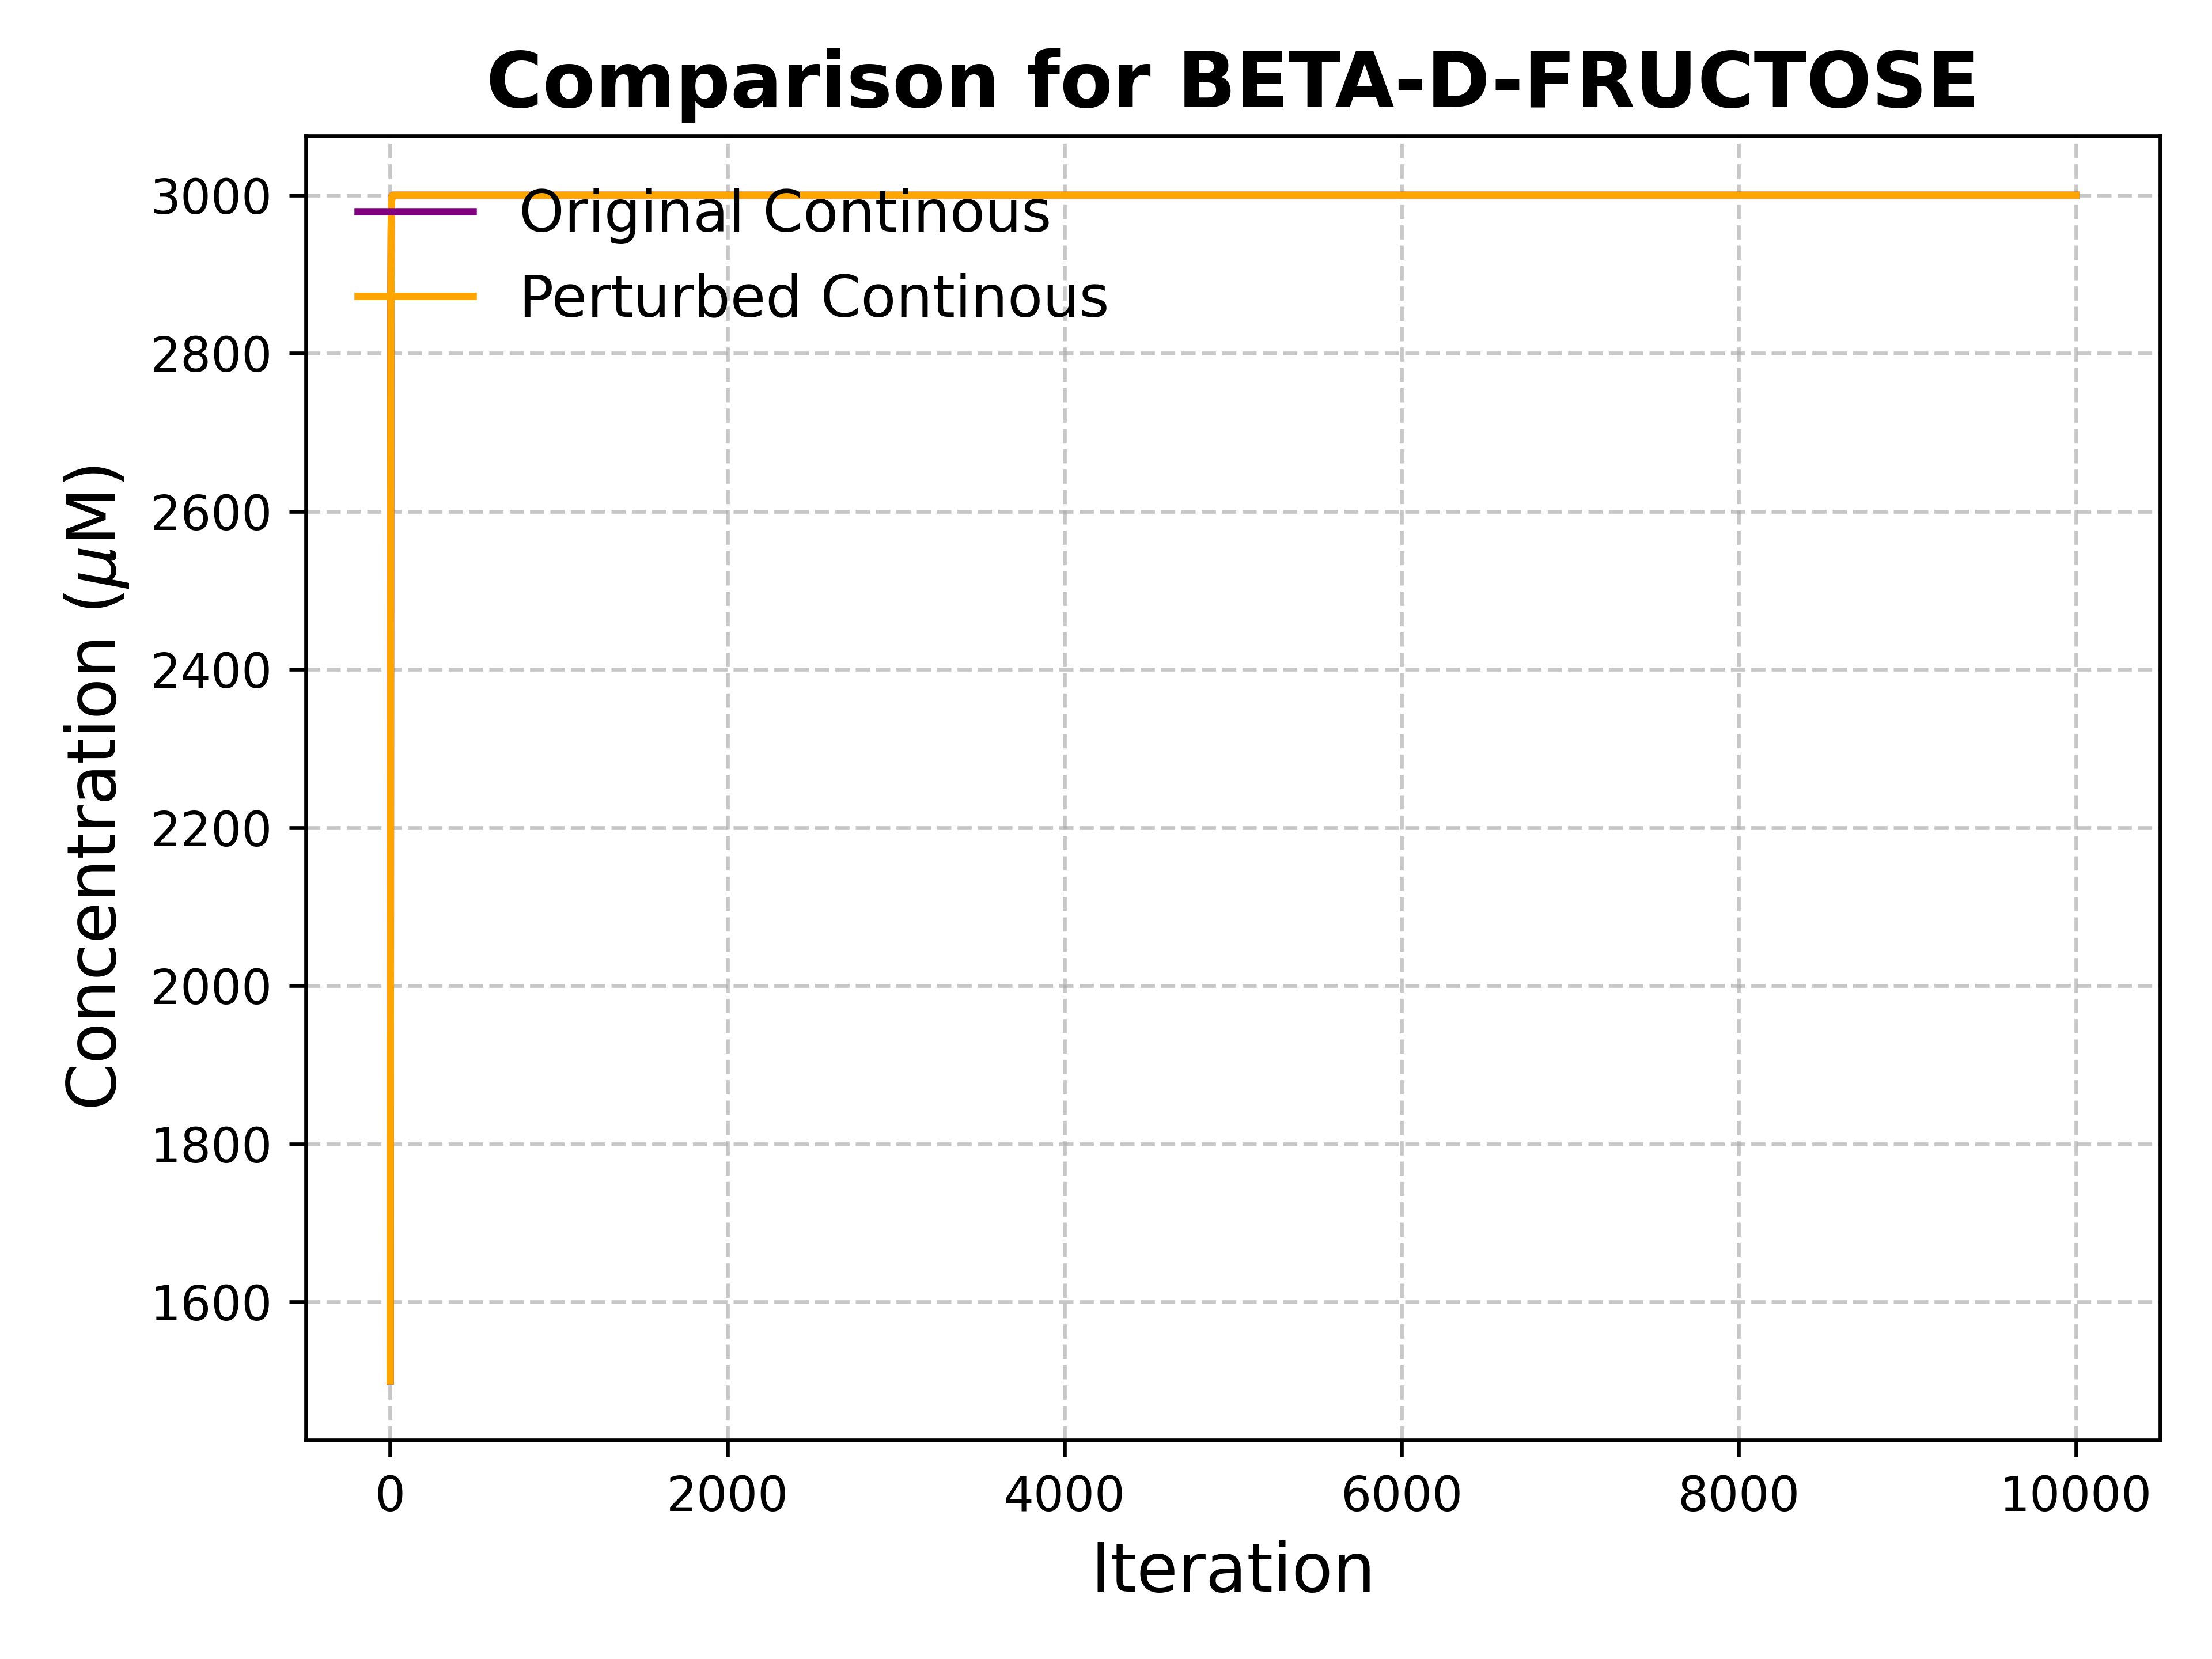 Comparison for BETA-D-FRUCTOSE
Concentration (μM)
3000
2800
2600
2400
2200
2000
1800
1600
Original Continous
Perturbed Continous
0 2000 4000 6000 8000 10000
Iteration